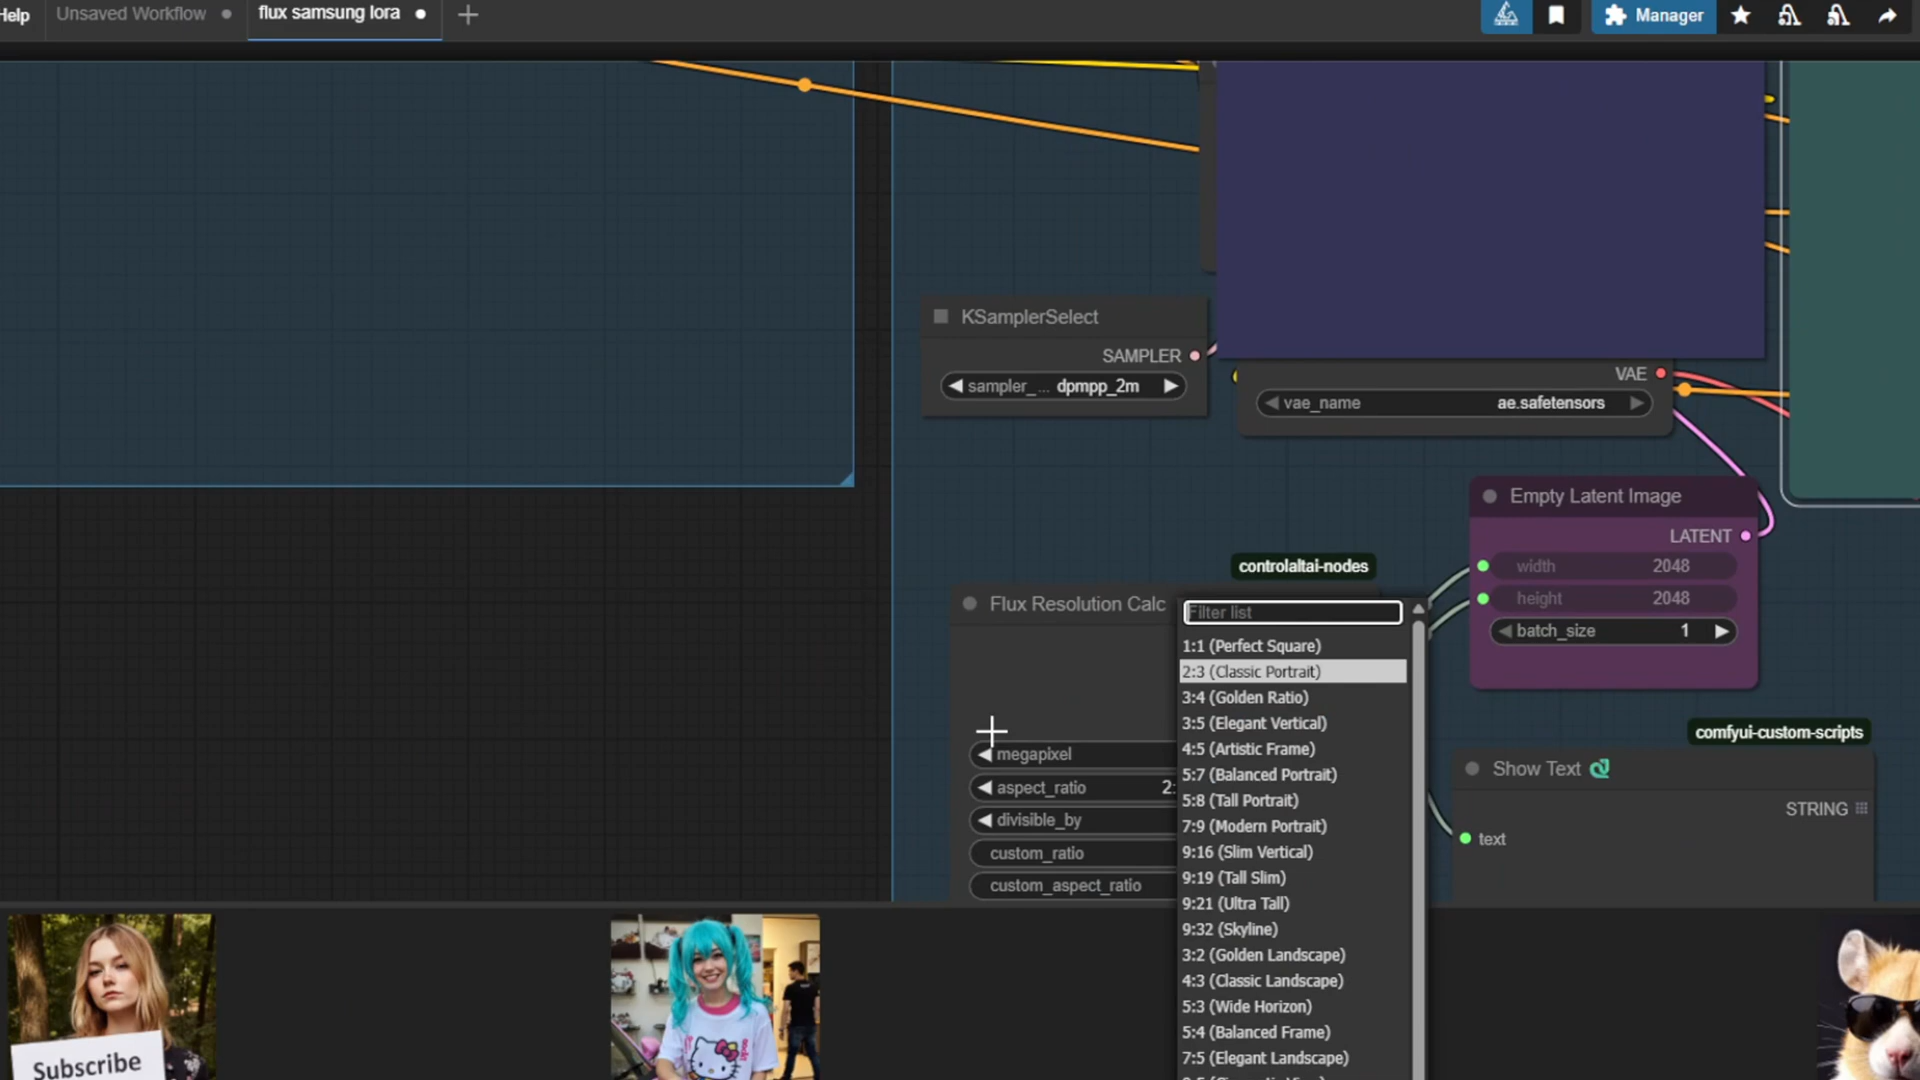 Help
Unsaved Workflow
flux samsung lora
Manager
KSamplerSelect
SAMPLER
sampler_... dpmpp_2m
VAE
vae_name ae.safetensors
Empty Latent Image
LATENT
width 2048
height 2048
batch_size 1
controlaltai-nodes
Flux Resolution Calc
megapixel
aspect_ratio 2:
divisible_by
custom_ratio
custom_aspect_ratio
Filter list
1:1 (Perfect Square)
2:3 (Classic Portrait)
3:4 (Golden Ratio)
3:5 (Elegant Vertical)
4:5 (Artistic Frame)
5:7 (Balanced Portrait)
5:8 (Tall Portrait)
7:9 (Modern Portrait)
9:16 (Slim Vertical)
9:19 (Tall Slim)
9:21 (Ultra Tall)
9:32 (Skyline)
3:2 (Golden Landscape)
4:3 (Classic Landscape)
5:3 (Wide Horizon)
5:4 (Balanced Frame)
7:5 (Elegant Landscape)
comfyui-custom-scripts
Show Text
STRING
text
Subscribe